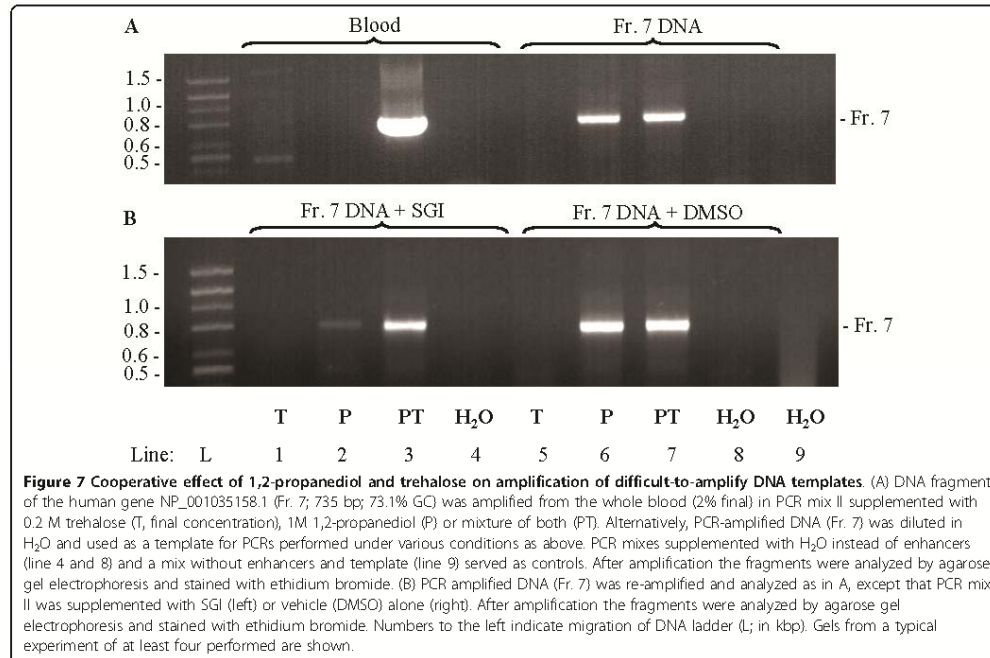 A
Blood
Fr. 7 DNA
1.5 -
1.0 -
0.8 -
0.6 -
0.5 -
- Fr. 7
B
Fr. 7 DNA + SGI
Fr. 7 DNA + DMSO
1.5 -
1.0 -
0.8 -
0.6 -
0.5 -
- Fr. 7
T P PT H₂O T P PT H₂O H₂O
Line: L 1 2 3 4 5 6 7 8 9
Figure 7 Cooperative effect of 1,2-propanediol and trehalose on amplification of difficult-to-amplify DNA templates. (A) DNA fragment
of the human gene NP_001035158.1 (Fr. 7; 735 bp; 73.1% GC) was amplified from the whole blood (2% final) in PCR mix II supplemented with
0.2 M trehalose (T, final concentration), 1M 1,2-propanediol (P) or mixture of both (PT). Alternatively, PCR-amplified DNA (Fr. 7) was diluted in
H₂O and used as a template for PCRs performed under various conditions as above. PCR mixes supplemented with H₂O instead of enhancers
(line 4 and 8) and a mix without enhancers and template (line 9) served as controls. After amplification the fragments were analyzed by agarose
gel electrophoresis and stained with ethidium bromide. (B) PCR amplified DNA (Fr. 7) was re-amplified and analyzed as in A, except that PCR mix
II was supplemented with SGI (left) or vehicle (DMSO) alone (right). After amplification the fragments were analyzed by agarose gel
electrophoresis and stained with ethidium bromide. Numbers to the left indicate migration of DNA ladder (L; in kbp). Gels from a typical
experiment of at least four performed are shown.